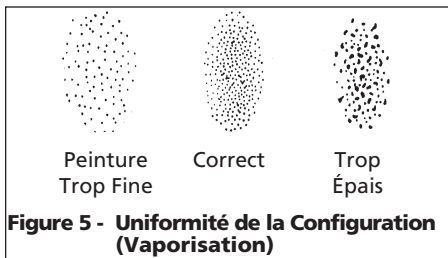 Peinture Trop Fine
Correct
Trop Épais
Figure 5 - Uniformité de la Configuration
(Vaporisation)